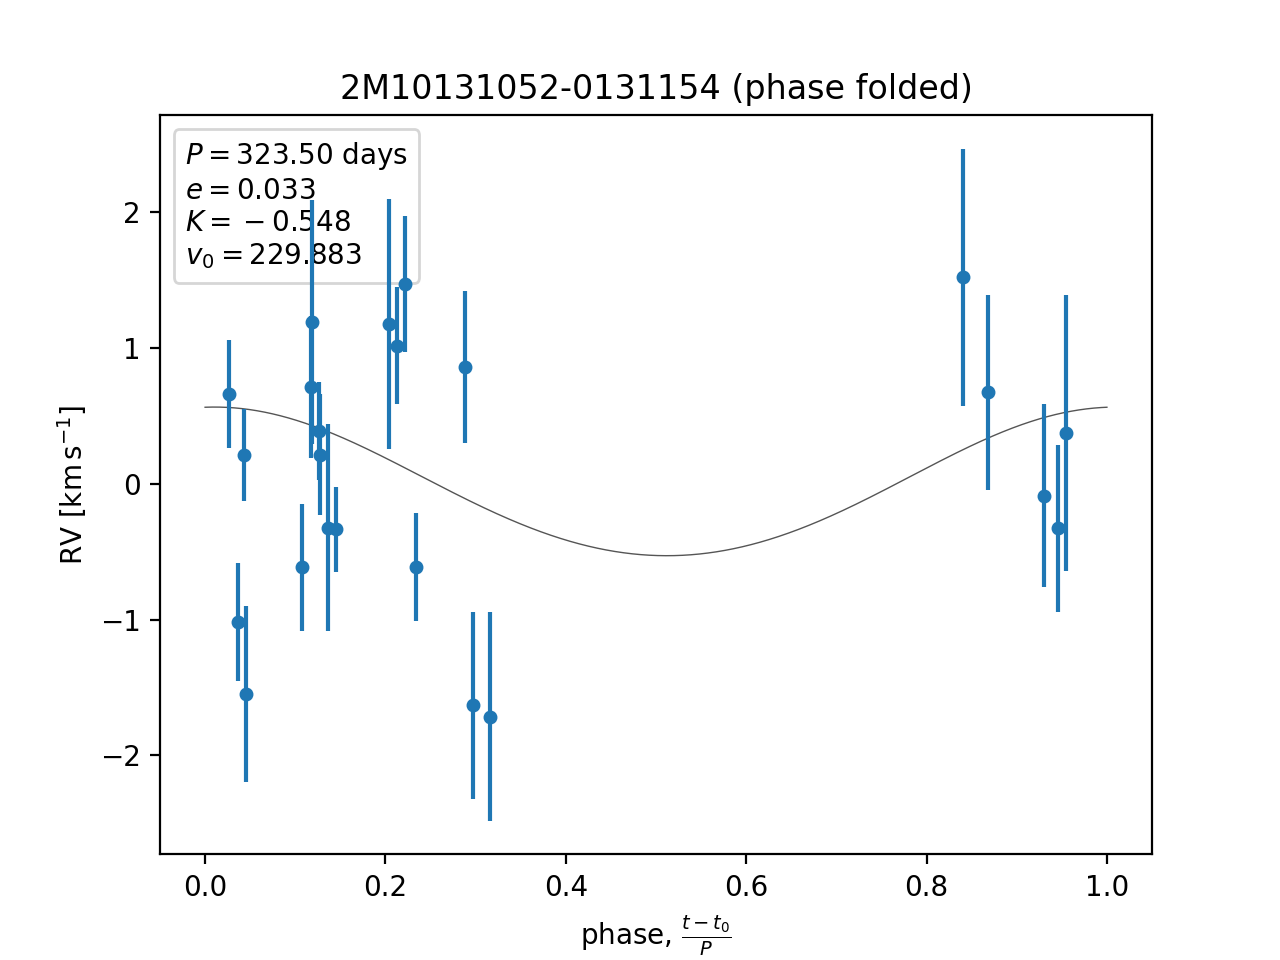 2M10131052-0131154 (phase folded)
P = 323.50 days
e = 0.033
K = −0.548
v₀ = 229.883
2
1
0
−1
−2
RV [km s⁻¹]
0.0 0.2 0.4 0.6 0.8 1.0
phase, (t − t₀)/P